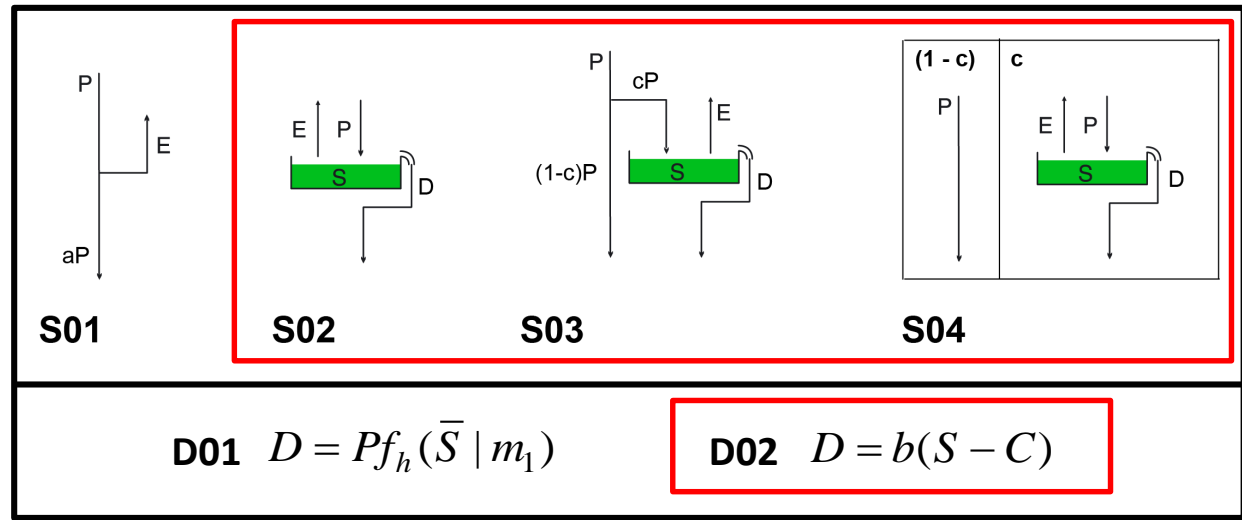 P
E
aP
S01
E
P
S
D
S02
P
cP
E
(1-c)P
S
D
S03
(1 - c)
c
P
E
P
S
D
S04
D01 D = Pf_h(S̅ | m_1)
D02 D = b(S − C)